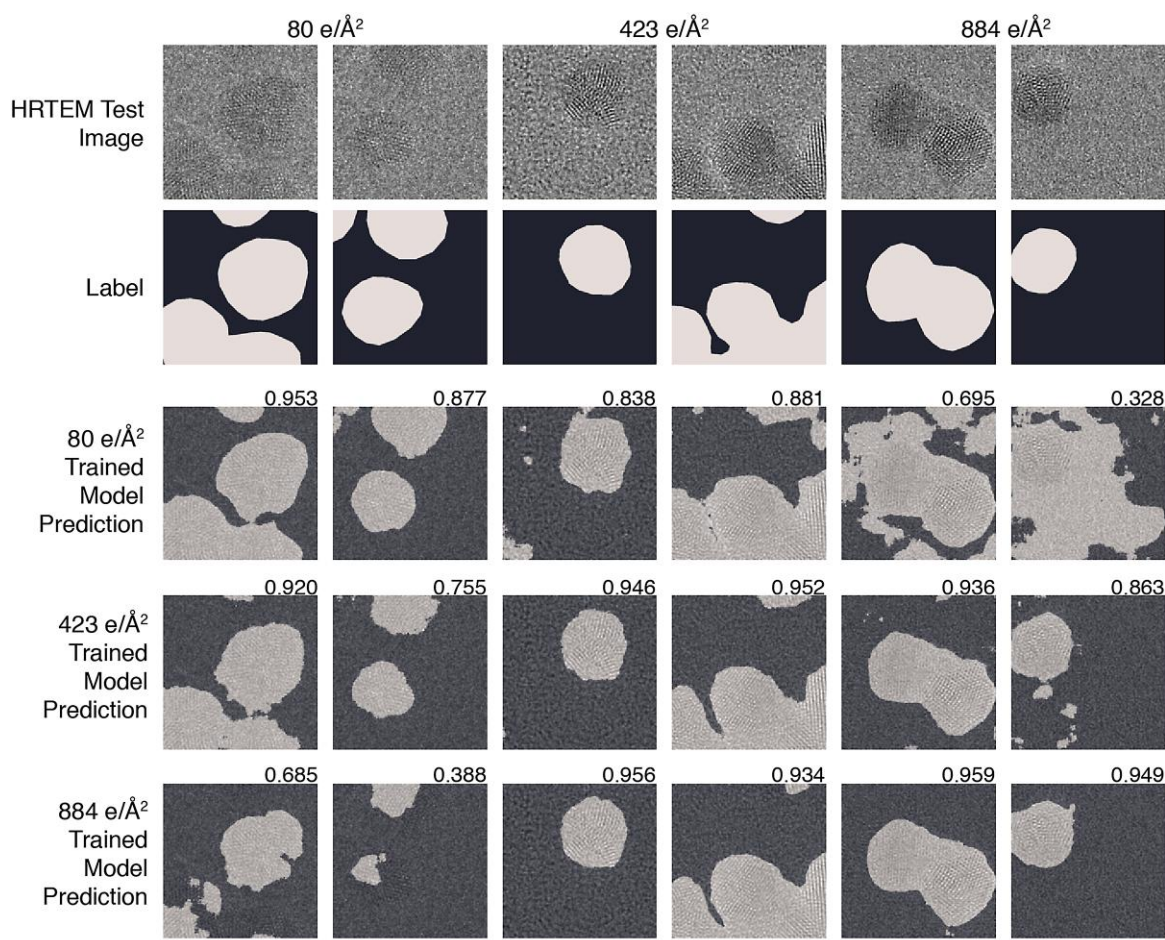 80 e/Å²
423 e/Å²
884 e/Å²
HRTEM Test
Image
Label
0.953
0.877
0.838
0.881
0.695
0.328
80 e/Å²
Trained
Model
Prediction
0.920
0.755
0.946
0.952
0.936
0.863
423 e/Å²
Trained
Model
Prediction
0.685
0.388
0.956
0.934
0.959
0.949
884 e/Å²
Trained
Model
Prediction